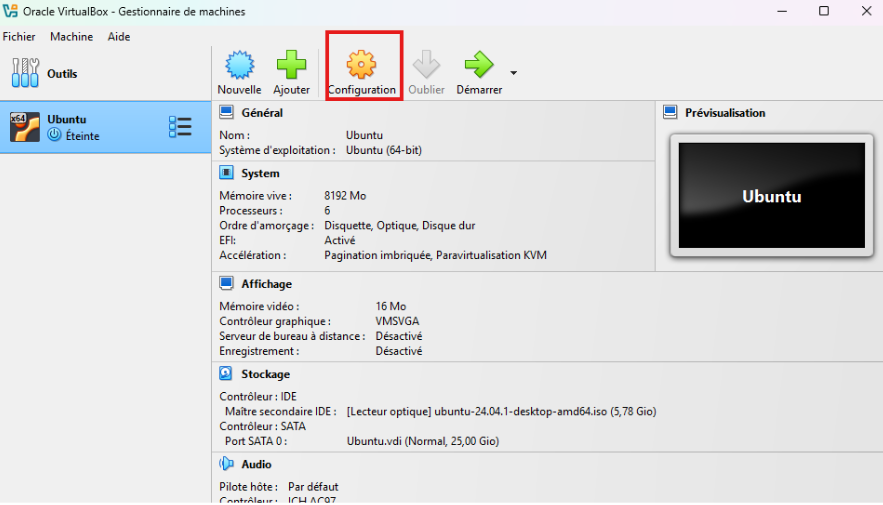 Oracle VirtualBox - Gestionnaire de machines
Fichier Machine Aide
Outils
Nouvelle Ajouter Configuration Oublier Démarrer
x64 Ubuntu
Éteinte
Général
Nom : Ubuntu
Système d'exploitation : Ubuntu (64-bit)
Prévisualisation
Ubuntu
System
Mémoire vive : 8192 Mo
Processeurs : 6
Ordre d'amorçage : Disquette, Optique, Disque dur
EFI: Activé
Accélération : Pagination imbriquée, Paravirtualisation KVM
Affichage
Mémoire vidéo : 16 Mo
Contrôleur graphique : VMSVGA
Serveur de bureau à distance : Désactivé
Enregistrement : Désactivé
Stockage
Contrôleur : IDE
Maître secondaire IDE : [Lecteur optique] ubuntu-24.04.1-desktop-amd64.iso (5,78 Gio)
Contrôleur : SATA
Port SATA 0 : Ubuntu.vdi (Normal, 25,00 Gio)
Audio
Pilote hôte : Par défaut
Contrôleur : ICH AC97